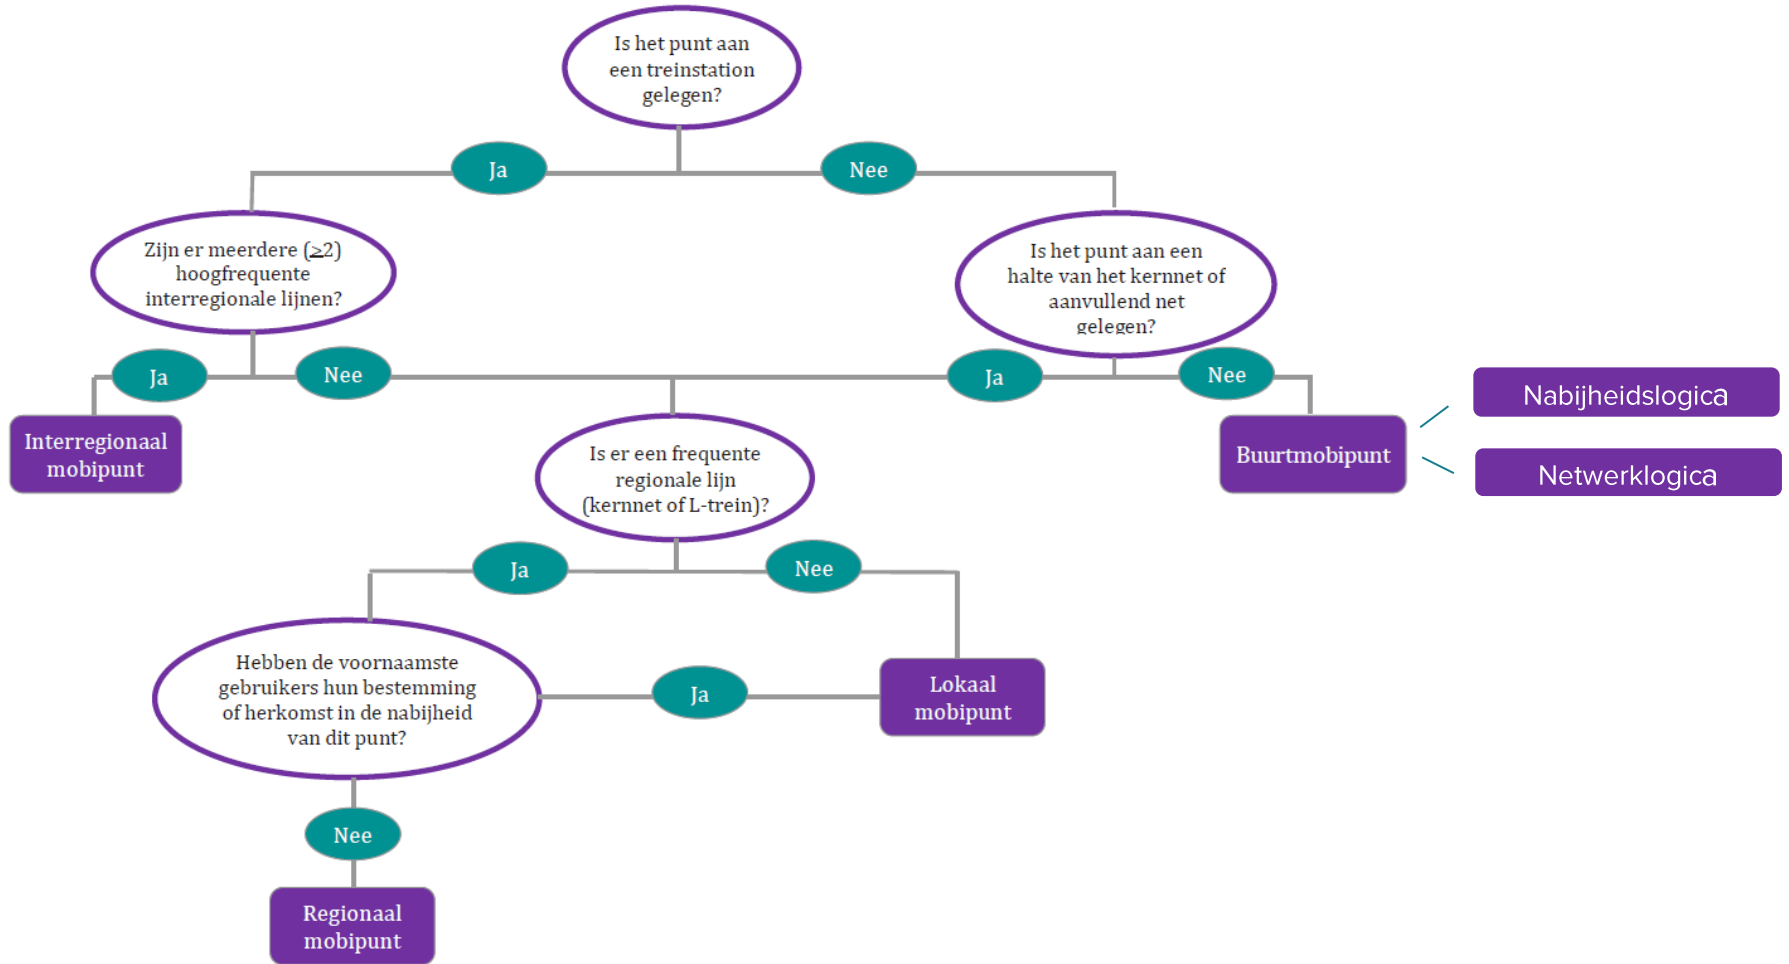 Is het punt aan
een treinstation
gelegen?
Ja
Nee
Zijn er meerdere (≥2)
hoogfrequente
interregionale lijnen?
Is het punt aan een
halte van het kernnet of
aanvullend net
gelegen?
Ja
Nee
Ja
Nee
Nabijheidslogica
Interregionaal
mobipunt
Is er een frequente
regionale lijn
(kernnet of L-trein)?
Buurtmobipunt
Netwerklogica
Ja
Nee
Hebben de voornaamste
gebruikers hun bestemming
of herkomst in de nabijheid
van dit punt?
Ja
Lokaal
mobipunt
Nee
Regionaal
mobipunt